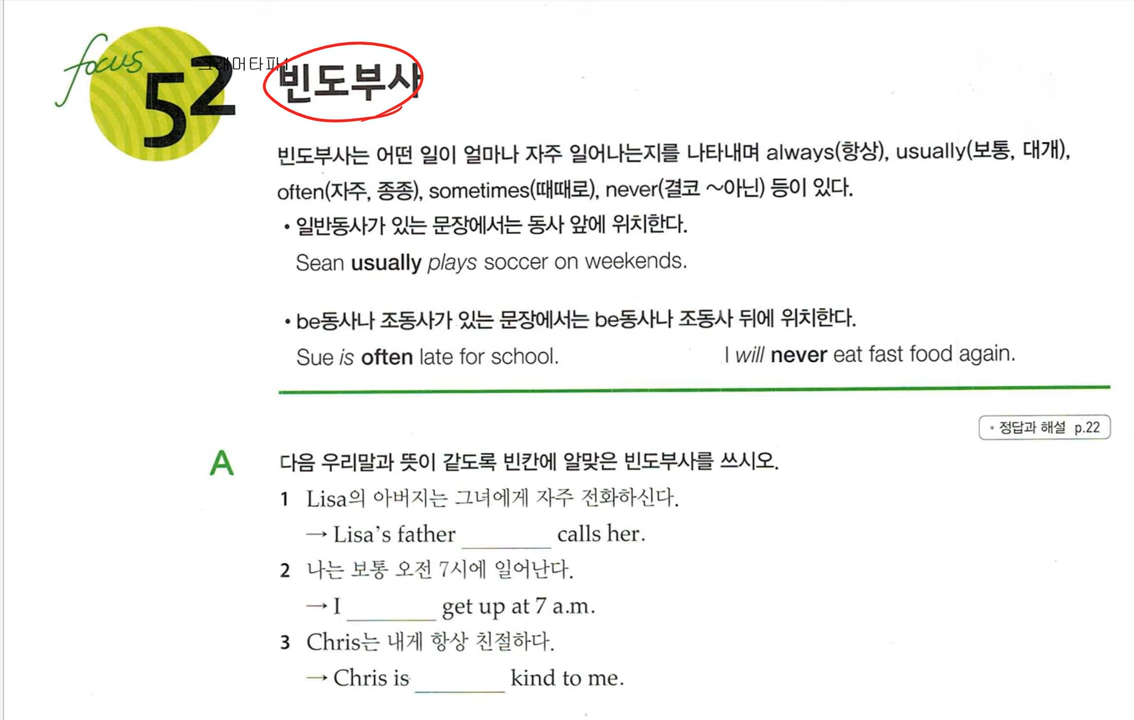 focus
52
그래머타파1
빈도부사
빈도부사는 어떤 일이 얼마나 자주 일어나는지를 나타내며 always(항상), usually(보통, 대개),
often(자주, 종종), sometimes(때때로), never(결코 ~아닌) 등이 있다.
• 일반동사가 있는 문장에서는 동사 앞에 위치한다.
Sean usually plays soccer on weekends.
• be동사나 조동사가 있는 문장에서는 be동사나 조동사 뒤에 위치한다.
Sue is often late for school. I will never eat fast food again.
• 정답과 해설 p.22
A 다음 우리말과 뜻이 같도록 빈칸에 알맞은 빈도부사를 쓰시오.
1 Lisa의 아버지는 그녀에게 자주 전화하신다.
→ Lisa's father ________ calls her.
2 나는 보통 오전 7시에 일어난다.
→ I ________ get up at 7 a.m.
3 Chris는 내게 항상 친절하다.
→ Chris is ________ kind to me.